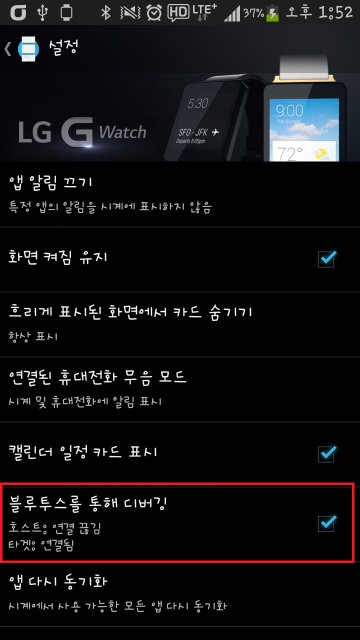 HD LTE+ 37% 오후 1:52
설정
LG G Watch
5:30
SFO - JFK
Departs 8:05pm
9:00
72°
앱 알림 끄기
특정 앱의 알림을 시계에 표시하지 않음
화면 켜짐 유지
흐리게 표시된 화면에서 카드 숨기기
항상 표시
연결된 휴대전화 무음 모드
시계 및 휴대전화에 알림 표시
캘린더 일정 카드 표시
블루투스를 통해 디버깅
호스트: 연결 끊김
타겟: 연결됨
앱 다시 동기화
시계에서 사용 가능한 모든 앱 다시 동기화